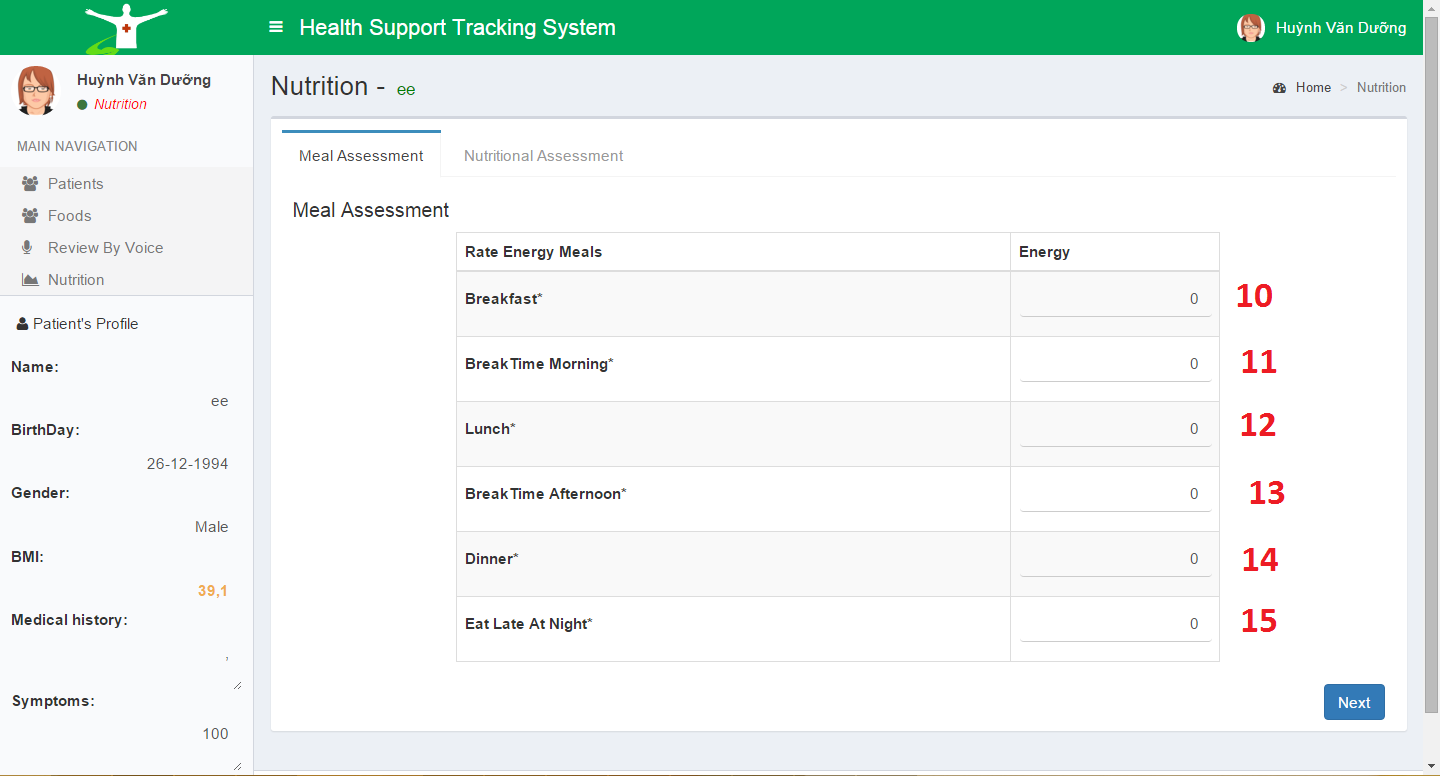 Health Support Tracking System
Huỳnh Văn Dưỡng
Huỳnh Văn Dưỡng
Nutrition
MAIN NAVIGATION
Patients
Foods
Review By Voice
Nutrition
Patient's Profile
Name:
ee
BirthDay:
26-12-1994
Gender:
Male
BMI:
39,1
Medical history:
,
Symptoms:
100
Nutrition - ee
Home > Nutrition
Meal Assessment Nutritional Assessment
Meal Assessment
Rate Energy Meals Energy
Breakfast* 0 10
BreakTime Morning* 0 11
Lunch* 0 12
BreakTime Afternoon* 0 13
Dinner* 0 14
Eat Late At Night* 0 15
Next